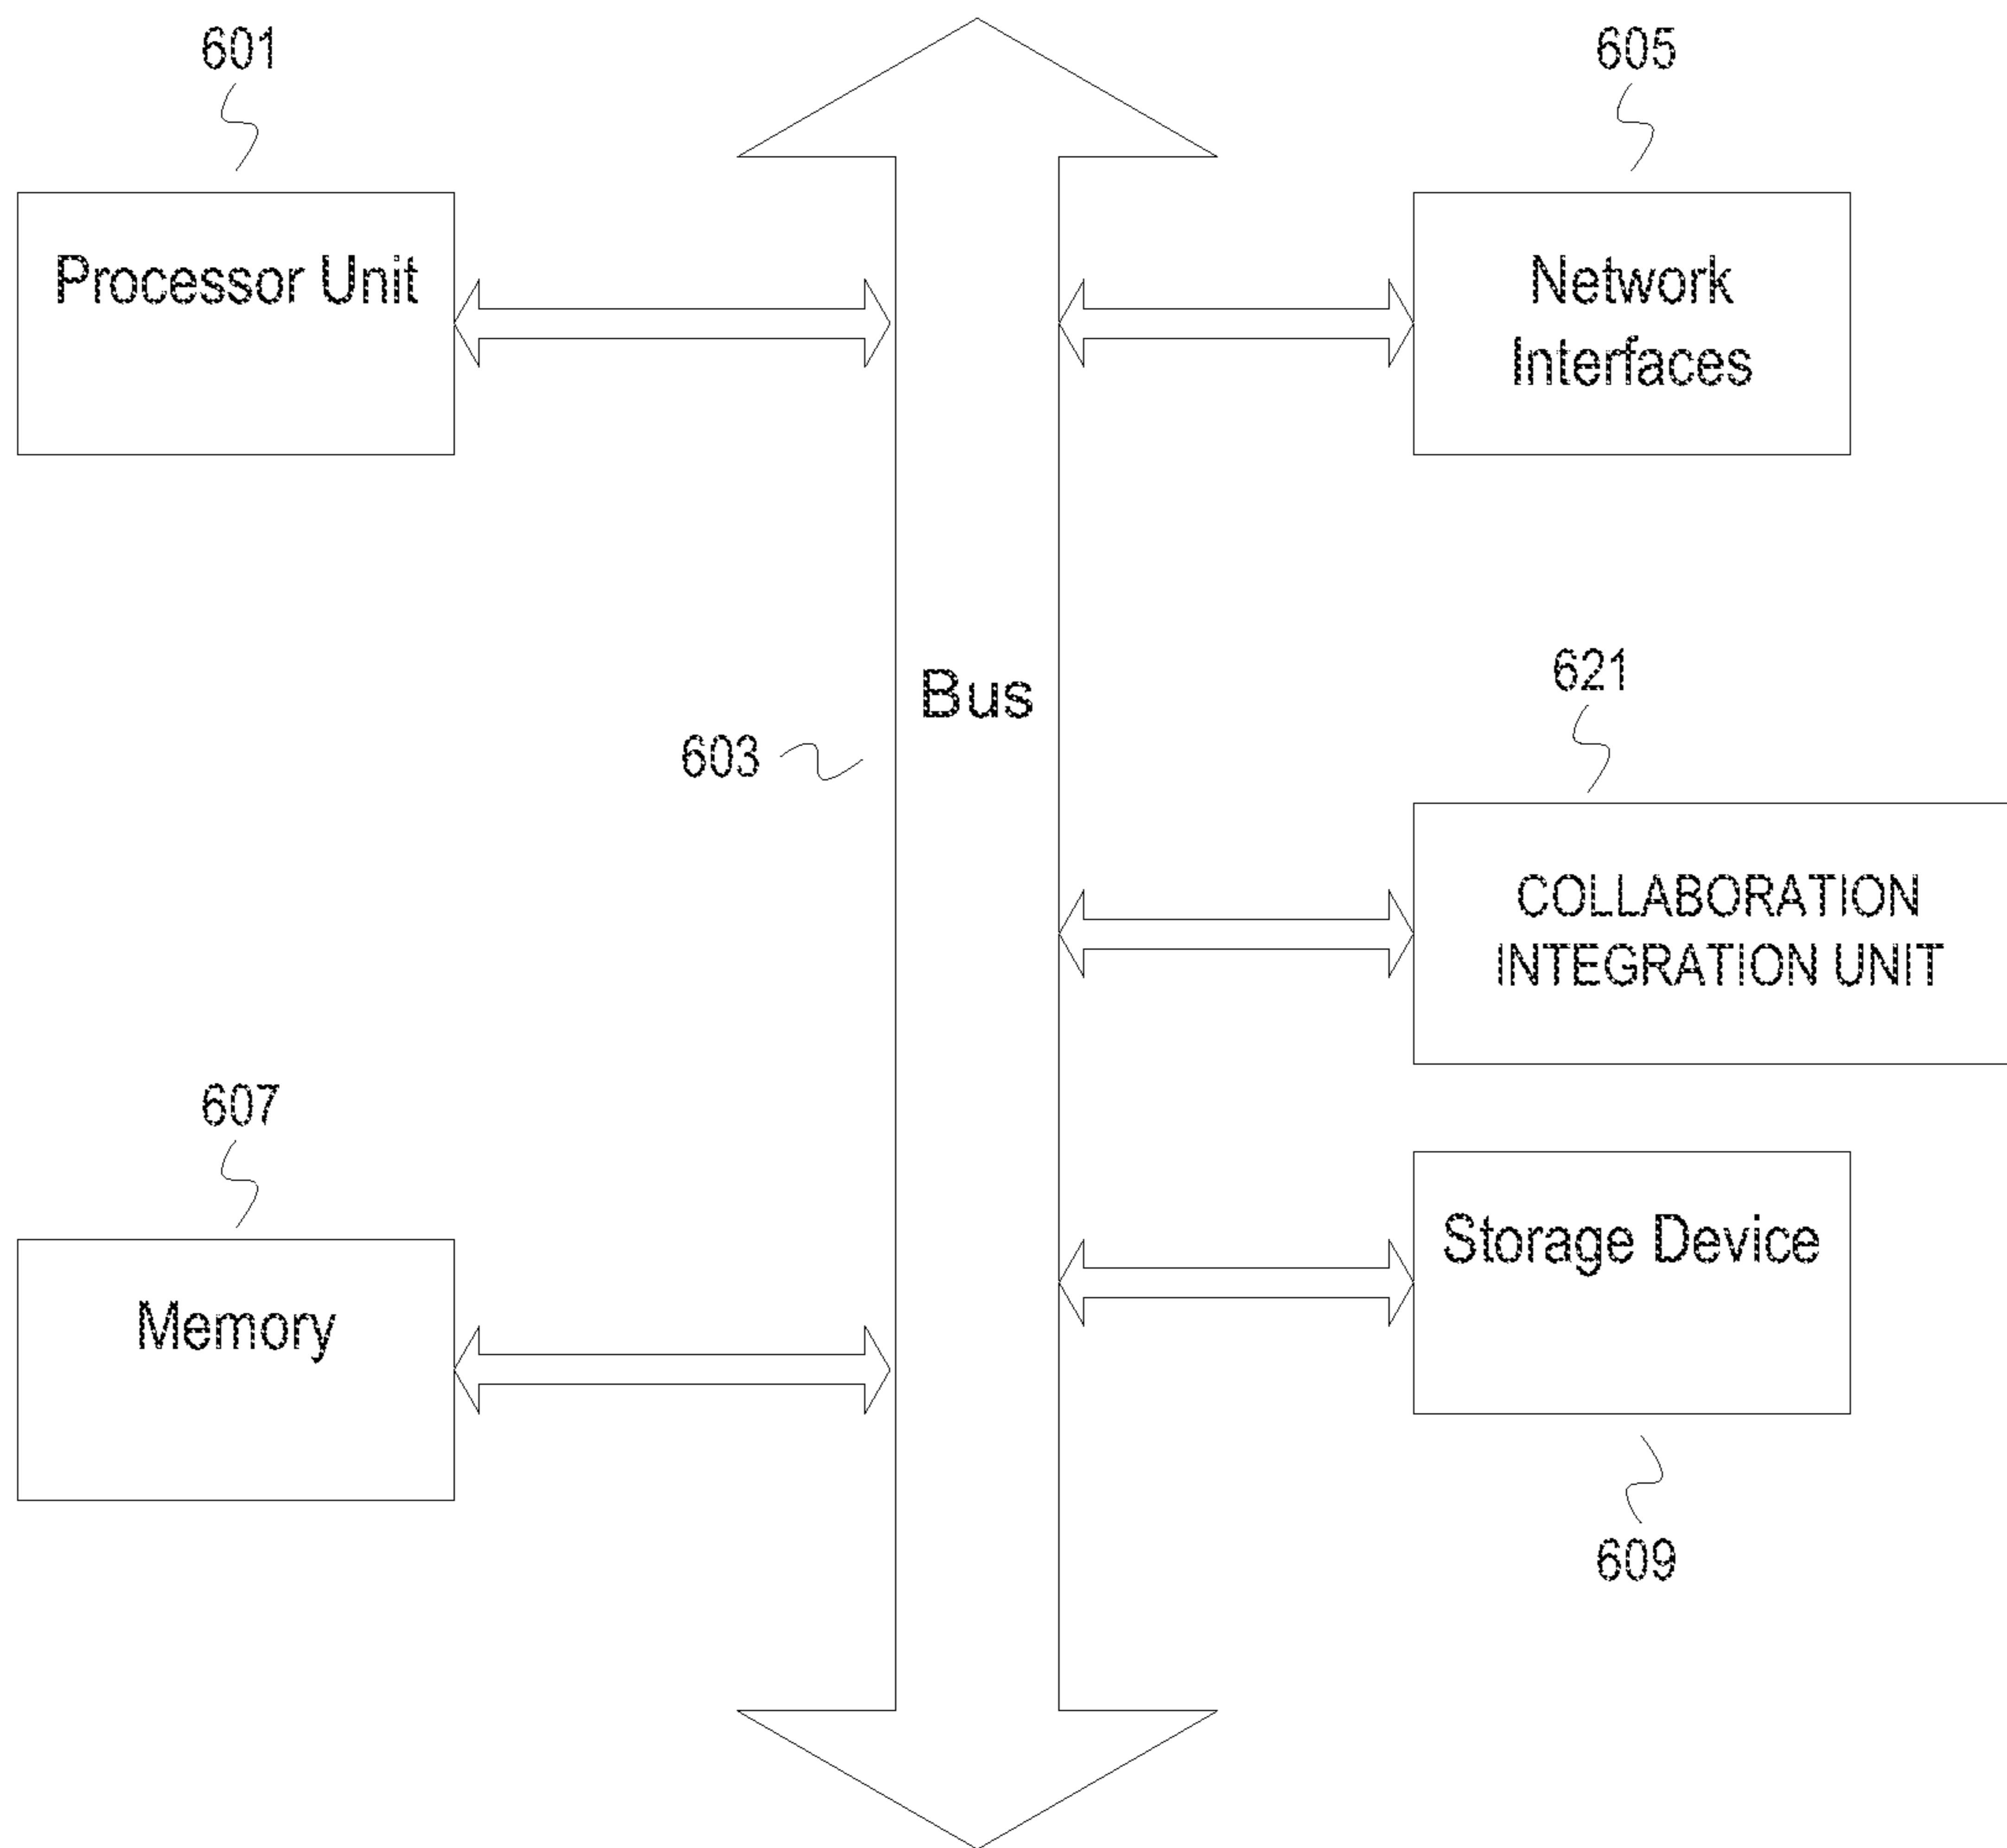 601
605
Processor Unit
Network
Interfaces
Bus
621
603
COLLABORATION
INTEGRATION UNIT
607
Storage Device
Memory
609